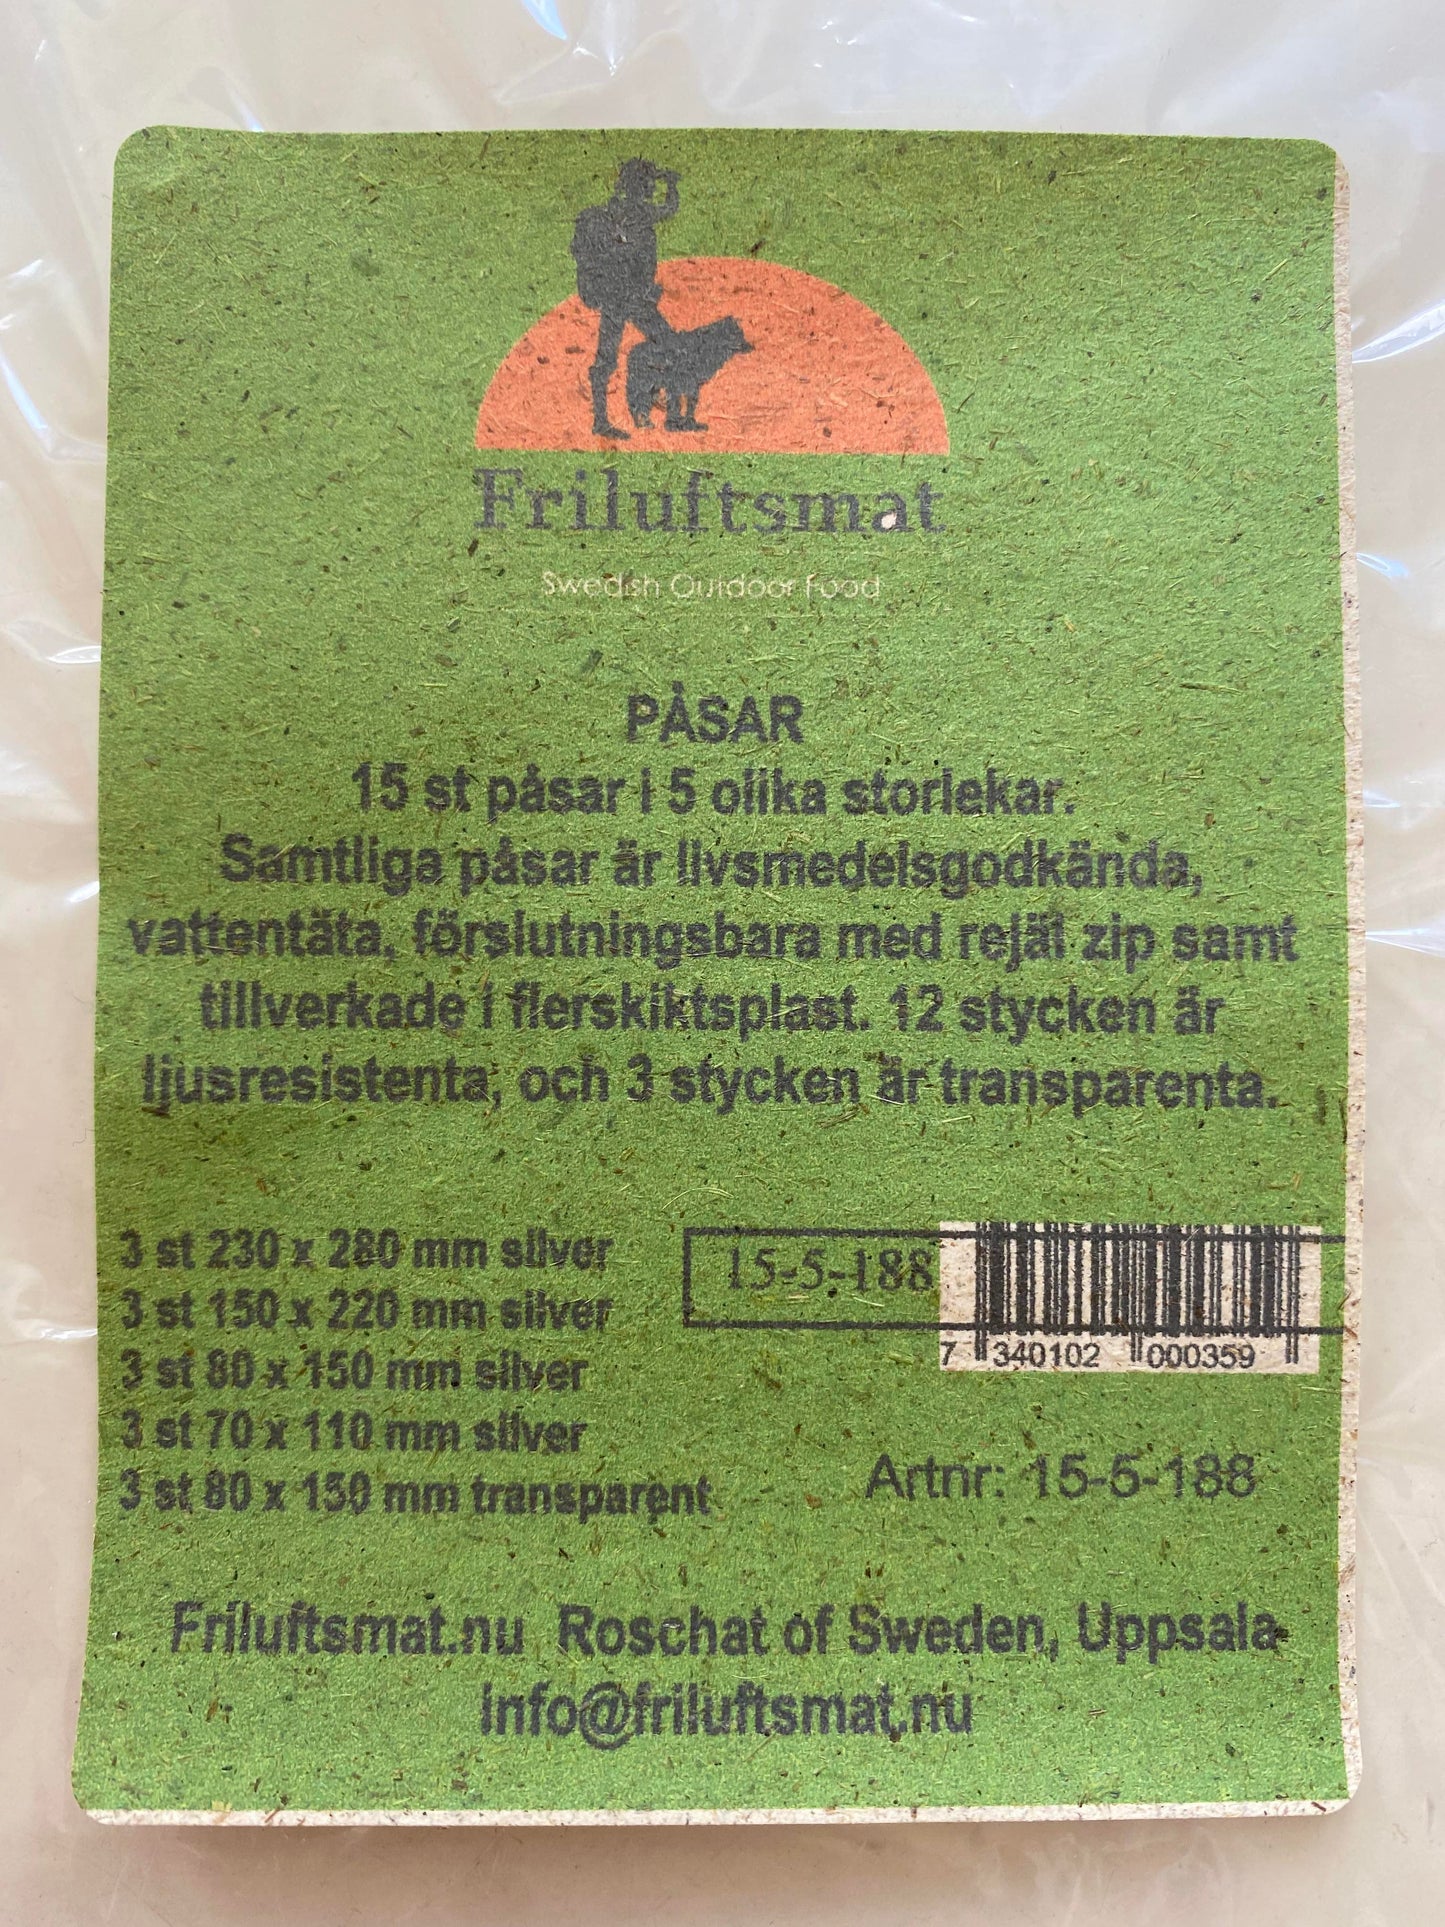 Friluftsmat
Swedish Outdoor Food
PÅSAR
15 st påsar i 5 olika storlekar.
Samtliga påsar är livsmedelsgodkända,
vattentäta, förslutningsbara med rejäl zip samt
tillverkade i flerskiktsplast. 12 stycken är
ljusresistenta, och 3 stycken är transparenta.
3 st 230 x 280 mm silver
3 st 150 x 220 mm silver
3 st 80 x 150 mm silver
3 st 70 x 110 mm silver
3 st 80 x 150 mm transparent
15-5-188
7 340102 000359
Artnr: 15-5-188
Friluftsmat.nu Roschat of Sweden, Uppsala
info@friluftsmat.nu